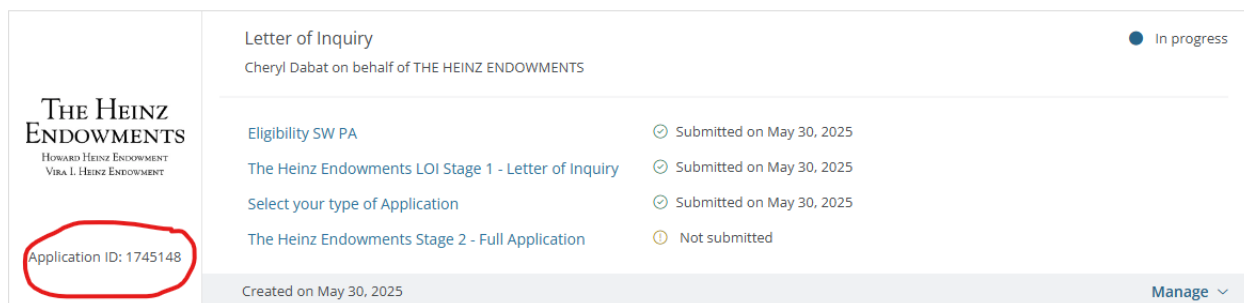 Letter of Inquiry
In progress
Cheryl Dabat on behalf of THE HEINZ ENDOWMENTS
THE HEINZ
ENDOWMENTS
HOWARD HEINZ ENDOWMENT
VIRA I. HEINZ ENDOWMENT
Eligibility SW PA Submitted on May 30, 2025
The Heinz Endowments LOI Stage 1 - Letter of Inquiry Submitted on May 30, 2025
Select your type of Application Submitted on May 30, 2025
The Heinz Endowments Stage 2 - Full Application Not submitted
Application ID: 1745148
Created on May 30, 2025 Manage